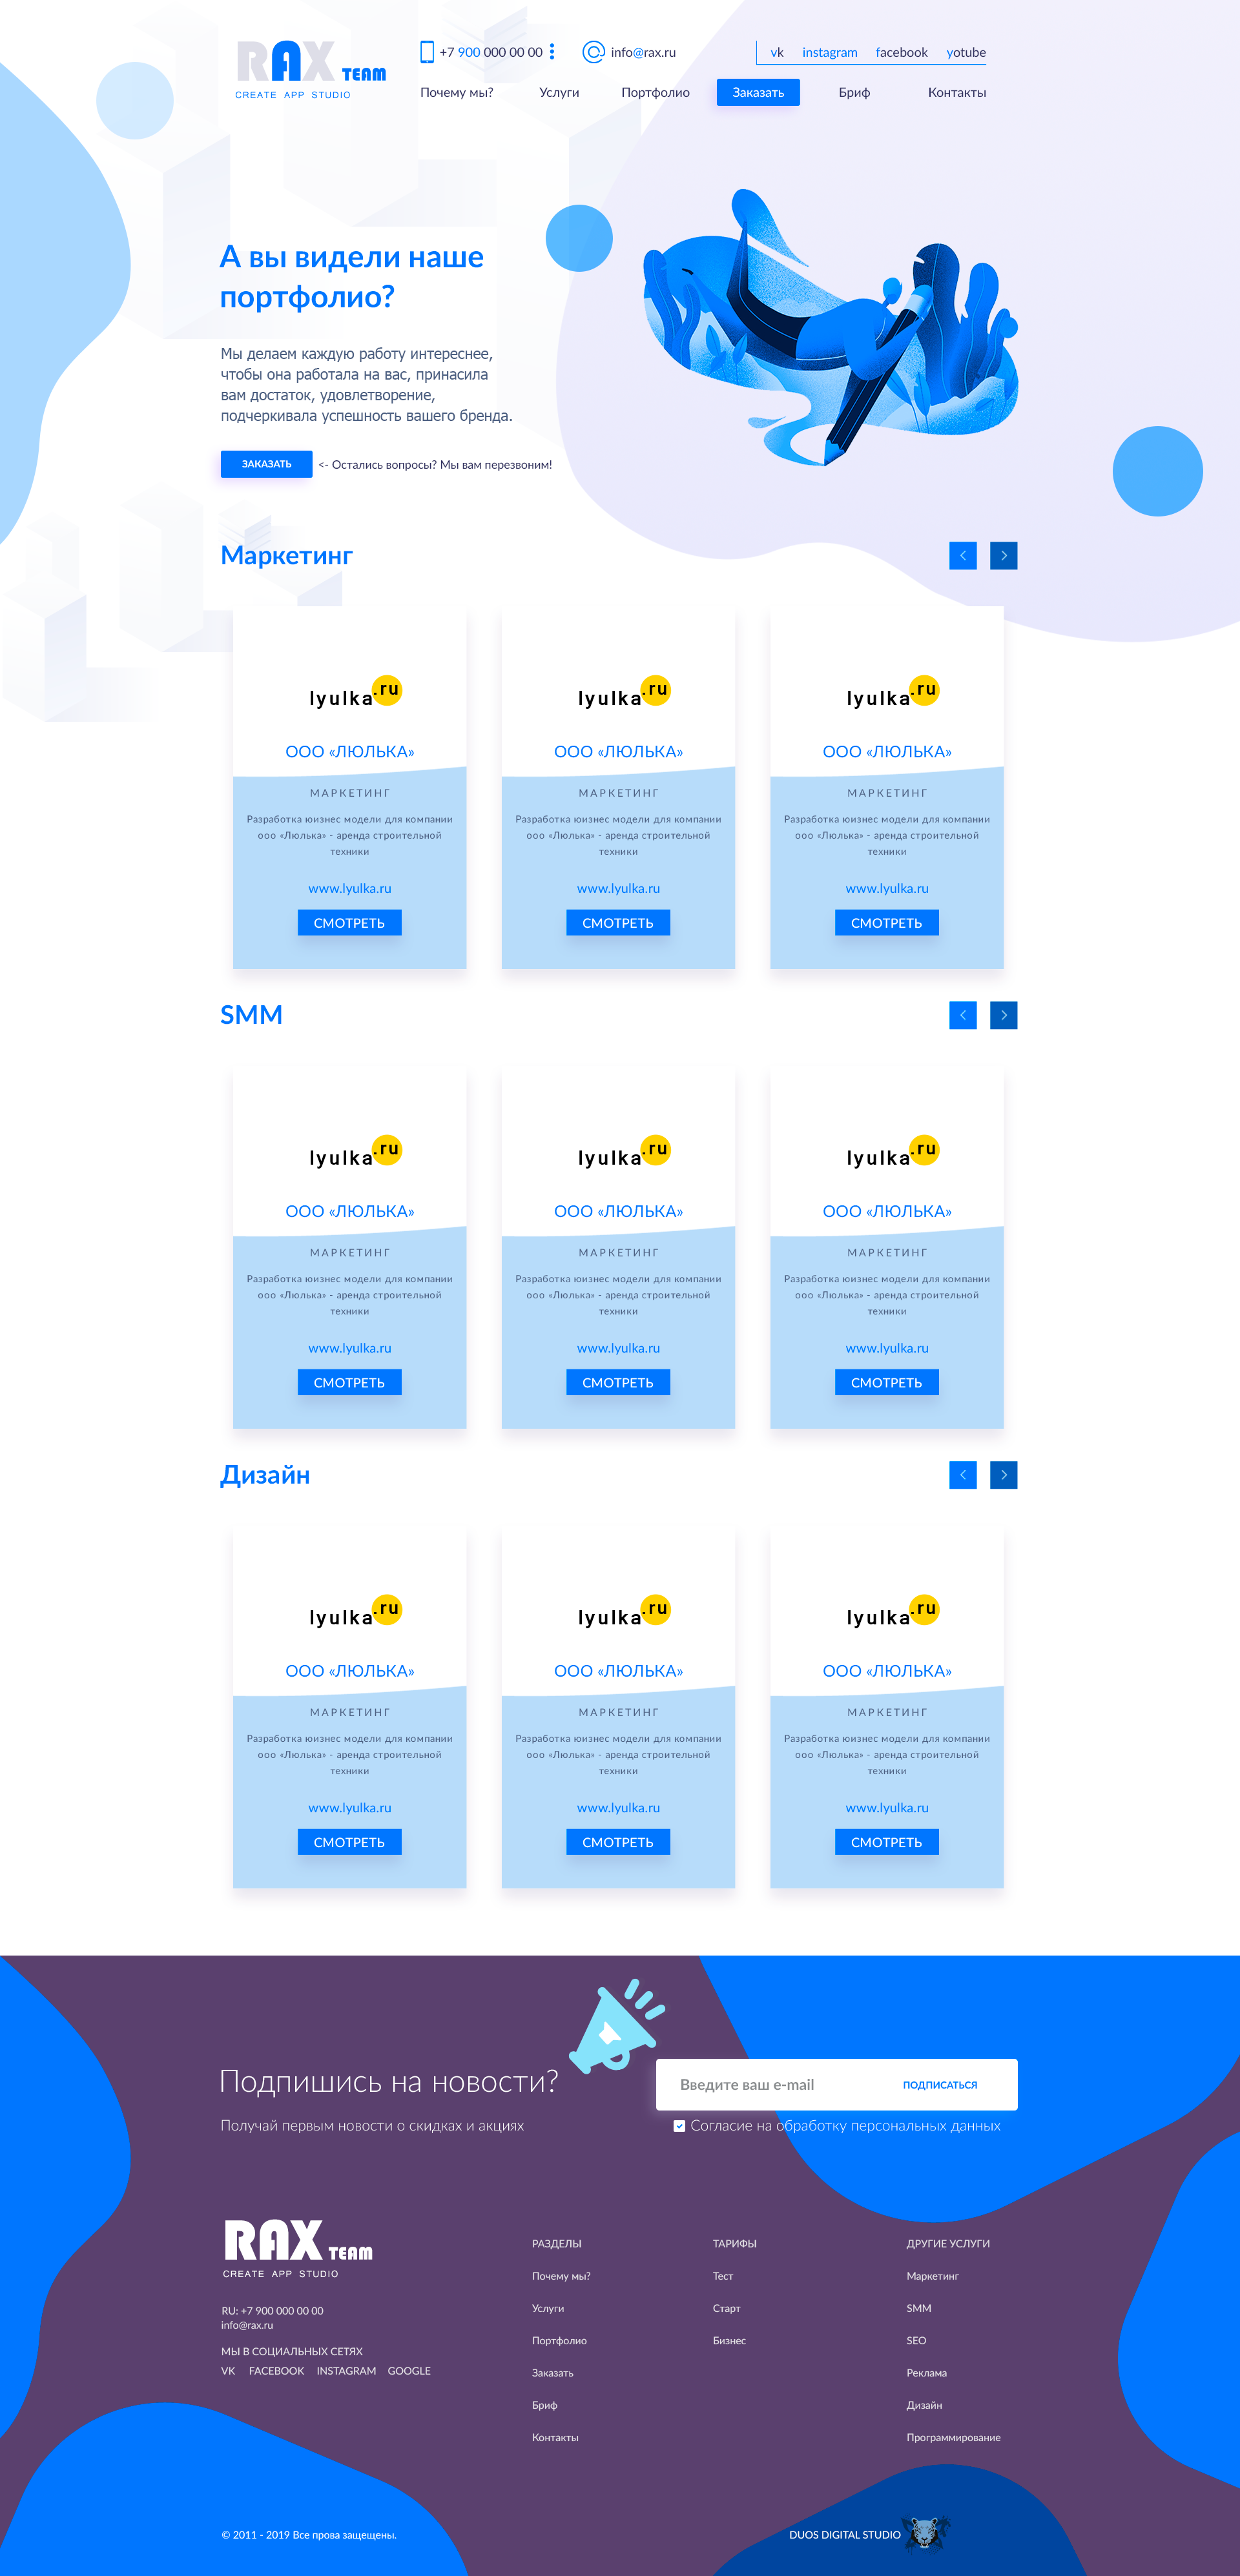 RAX TEAM
CREATE APP STUDIO
+7 900 000 00 00
info@rax.ru
vk instagram facebook yotube
Почему мы? Услуги Портфолио Заказать Бриф Контакты
А вы видели наше
портфолио?
Мы делаем каждую работу интереснее,
чтобы она работала на вас, принасила
вам достаток, удовлетворение,
подчеркивала успешность вашего бренда.
ЗАКАЗАТЬ <- Остались вопросы? Мы вам перезвоним!
Маркетинг
lyulka.ru lyulka.ru lyulka.ru
ООО «ЛЮЛЬКА» ООО «ЛЮЛЬКА» ООО «ЛЮЛЬКА»
МАРКЕТИНГ МАРКЕТИНГ МАРКЕТИНГ
Разработка юизнес модели для компании Разработка юизнес модели для компании Разработка юизнес модели для компании
ооо «Люлька» - аренда строительной ооо «Люлька» - аренда строительной ооо «Люлька» - аренда строительной
техники техники техники
www.lyulka.ru www.lyulka.ru www.lyulka.ru
СМОТРЕТЬ СМОТРЕТЬ СМОТРЕТЬ
SMM
lyulka.ru lyulka.ru lyulka.ru
ООО «ЛЮЛЬКА» ООО «ЛЮЛЬКА» ООО «ЛЮЛЬКА»
МАРКЕТИНГ МАРКЕТИНГ МАРКЕТИНГ
Разработка юизнес модели для компании Разработка юизнес модели для компании Разработка юизнес модели для компании
ооо «Люлька» - аренда строительной ооо «Люлька» - аренда строительной ооо «Люлька» - аренда строительной
техники техники техники
www.lyulka.ru www.lyulka.ru www.lyulka.ru
СМОТРЕТЬ СМОТРЕТЬ СМОТРЕТЬ
Дизайн
lyulka.ru lyulka.ru lyulka.ru
ООО «ЛЮЛЬКА» ООО «ЛЮЛЬКА» ООО «ЛЮЛЬКА»
МАРКЕТИНГ МАРКЕТИНГ МАРКЕТИНГ
Разработка юизнес модели для компании Разработка юизнес модели для компании Разработка юизнес модели для компании
ооо «Люлька» - аренда строительной ооо «Люлька» - аренда строительной ооо «Люлька» - аренда строительной
техники техники техники
www.lyulka.ru www.lyulka.ru www.lyulka.ru
СМОТРЕТЬ СМОТРЕТЬ СМОТРЕТЬ
Подпишись на новости?
Получай первым новости о скидках и акциях
Введите ваш e-mail ПОДПИСАТЬСЯ
Согласие на обработку персональных данных
RAX TEAM
CREATE APP STUDIO
RU: +7 900 000 00 00
info@rax.ru
МЫ В СОЦИАЛЬНЫХ СЕТЯХ
VK FACEBOOK INSTAGRAM GOOGLE
РАЗДЕЛЫ
Почему мы?
Услуги
Портфолио
Заказать
Бриф
Контакты
ТАРИФЫ
Тест
Старт
Бизнес
ДРУГИЕ УСЛУГИ
Маркетинг
SMM
SEO
Реклама
Дизайн
Программирование
© 2011 - 2019 Все прова защещены.
DUOS DIGITAL STUDIO